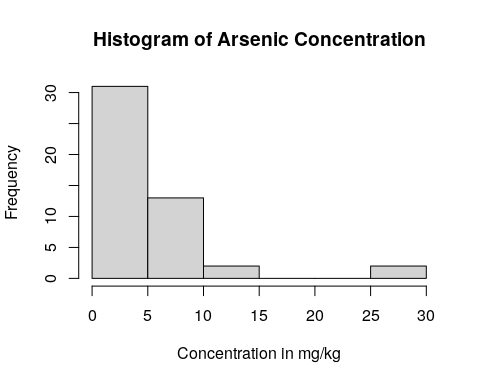 Histogram of Arsenic Concentration
Frequency
30
20
10
5
0
0 5 10 15 20 25 30
Concentration in mg/kg